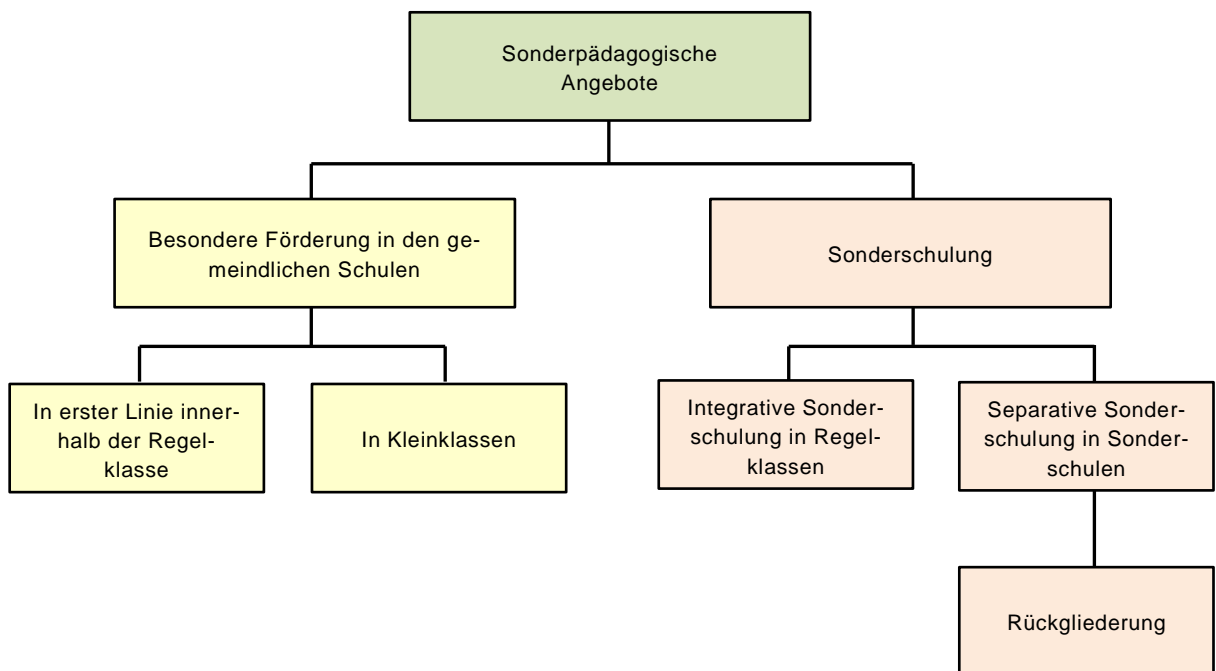 Sonderpädagogische
Angebote
Besondere Förderung in den ge-
meindlichen Schulen
Sonderschulung
In erster Linie inner-
halb der Regel-
klasse
In Kleinklassen
Integrative Sonder-
schulung in Regel-
klassen
Separative Sonder-
schulung in Sonder-
schulen
Rückgliederung